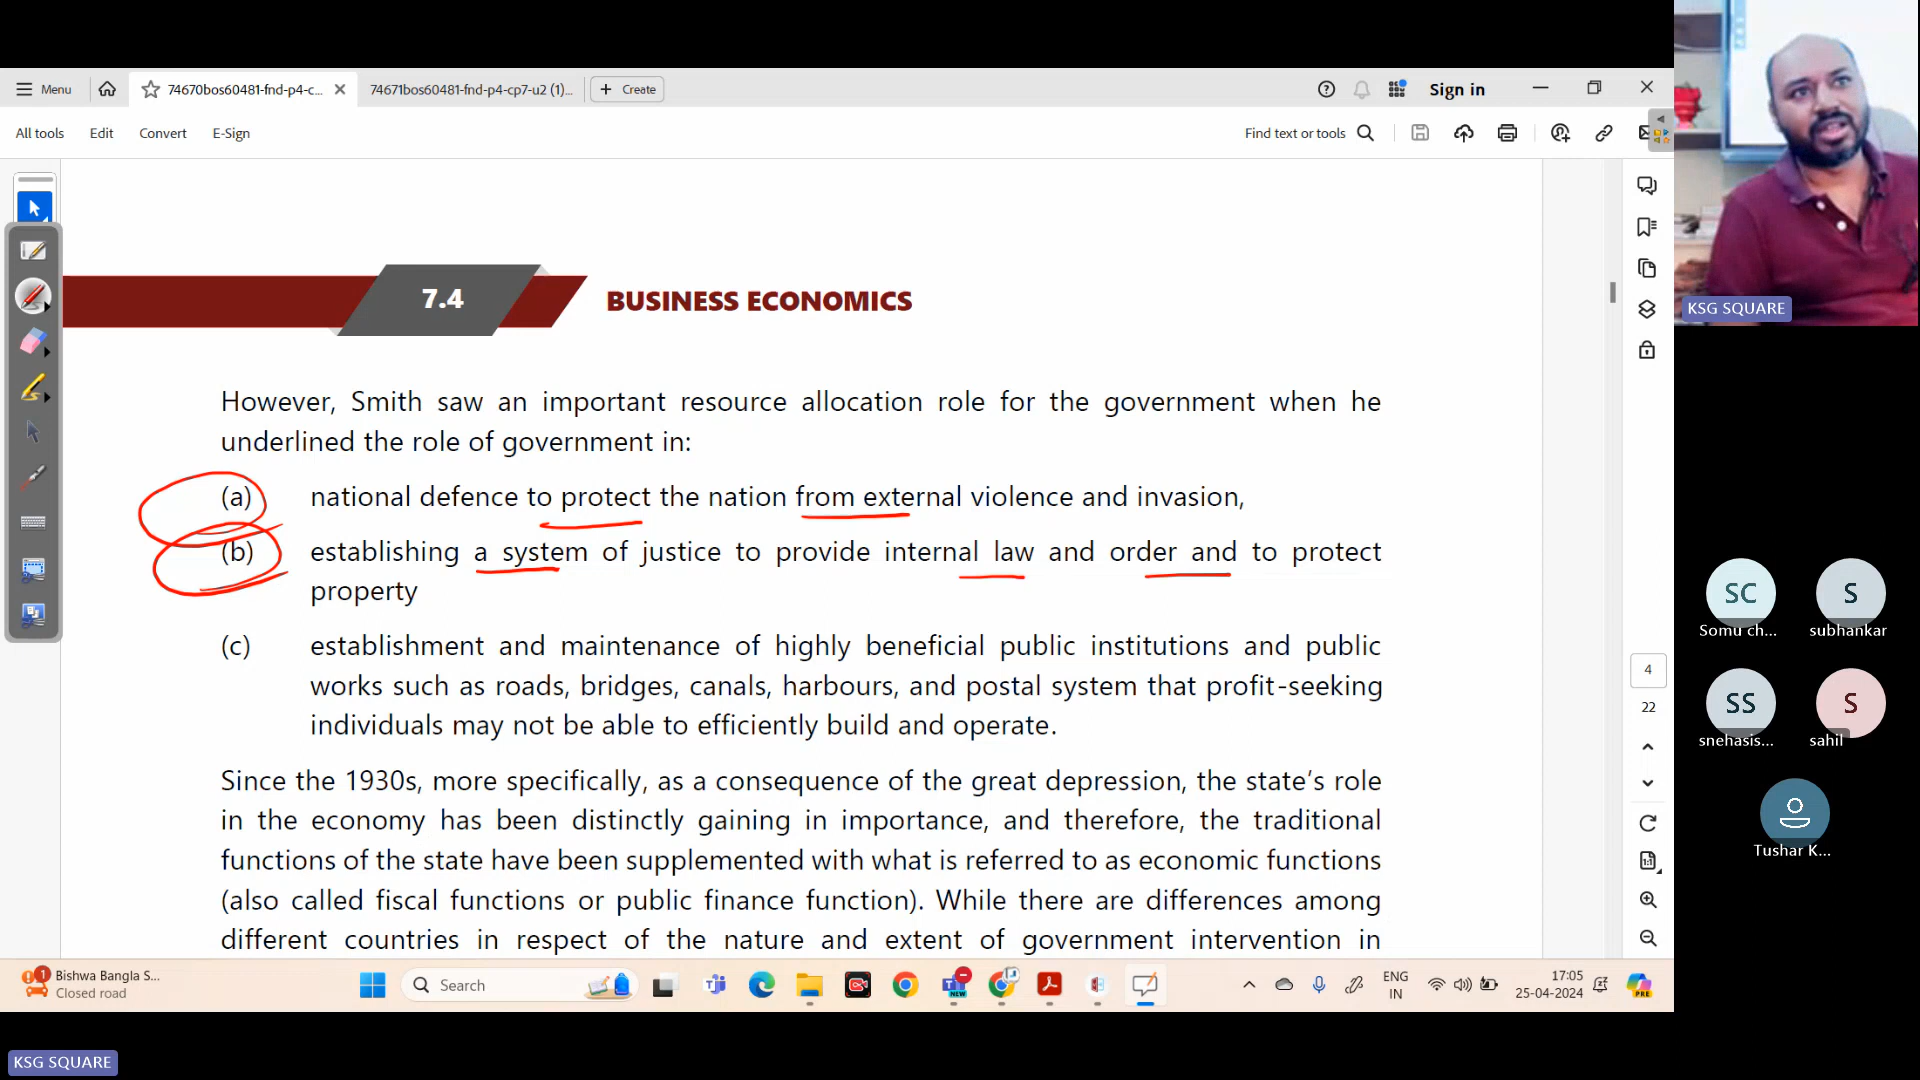 Menu
74670bos60481-fnd-p4-c...
74671bos60481-fnd-p4-cp7-u2 (1)...
Create
Sign in
All tools
Edit
Convert
E-Sign
Find text or tools
7.4
BUSINESS ECONOMICS
However, Smith saw an important resource allocation role for the government when he
underlined the role of government in:
(a) national defence to protect the nation from external violence and invasion,
(b) establishing a system of justice to provide internal law and order and to protect
property
(c) establishment and maintenance of highly beneficial public institutions and public
works such as roads, bridges, canals, harbours, and postal system that profit-seeking
individuals may not be able to efficiently build and operate.
Since the 1930s, more specifically, as a consequence of the great depression, the state's role
in the economy has been distinctly gaining in importance, and therefore, the traditional
functions of the state have been supplemented with what is referred to as economic functions
(also called fiscal functions or public finance function). While there are differences among
different countries in respect of the nature and extent of government intervention in
4
22
KSG SQUARE
SC
Somu ch...
S
subhankar
SS
snehasis...
S
sahil
Tushar K...
1
Bishwa Bangla S...
Closed road
Search
NEW
ENG
IN
17:05
25-04-2024
PRE
KSG SQUARE